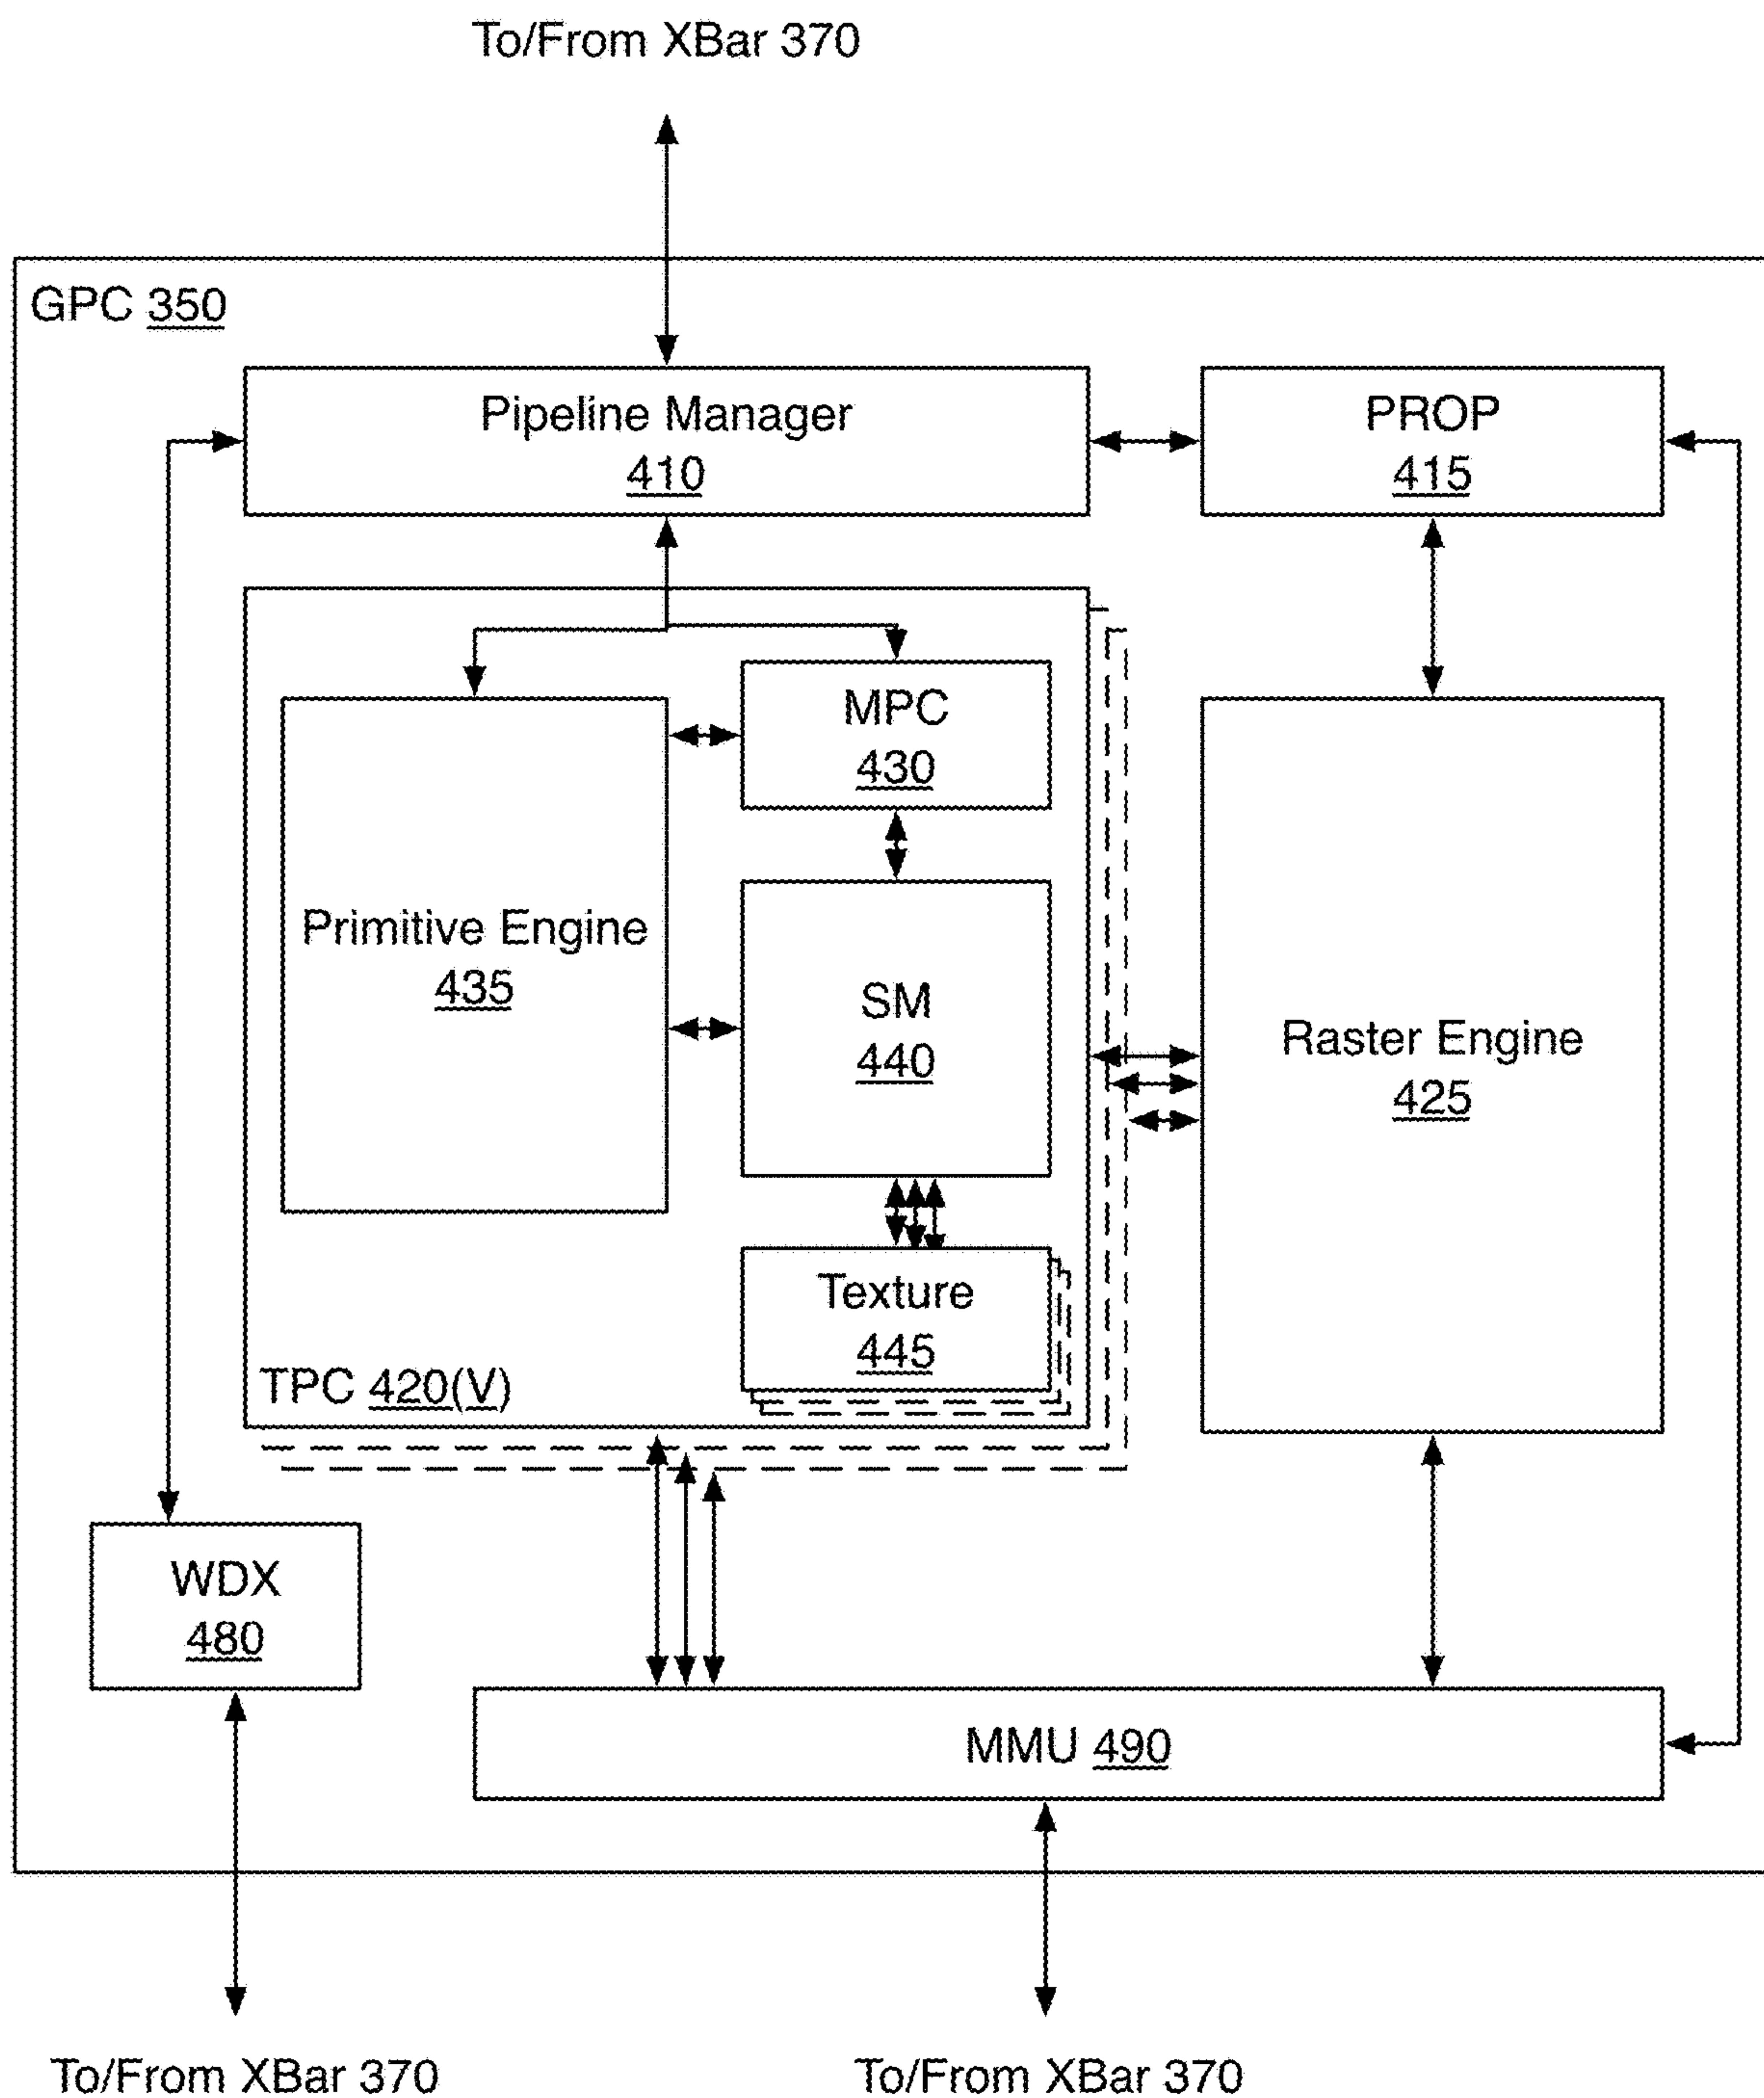 To/From XBar 370
GPC 350
Pipeline Manager
410
PROP
415
MPC
430
Primitive Engine
435
SM
440
Raster Engine
425
Texture
445
TPC 420(V)
WDX
480
MMU 490
To/From XBar 370
To/From XBar 370